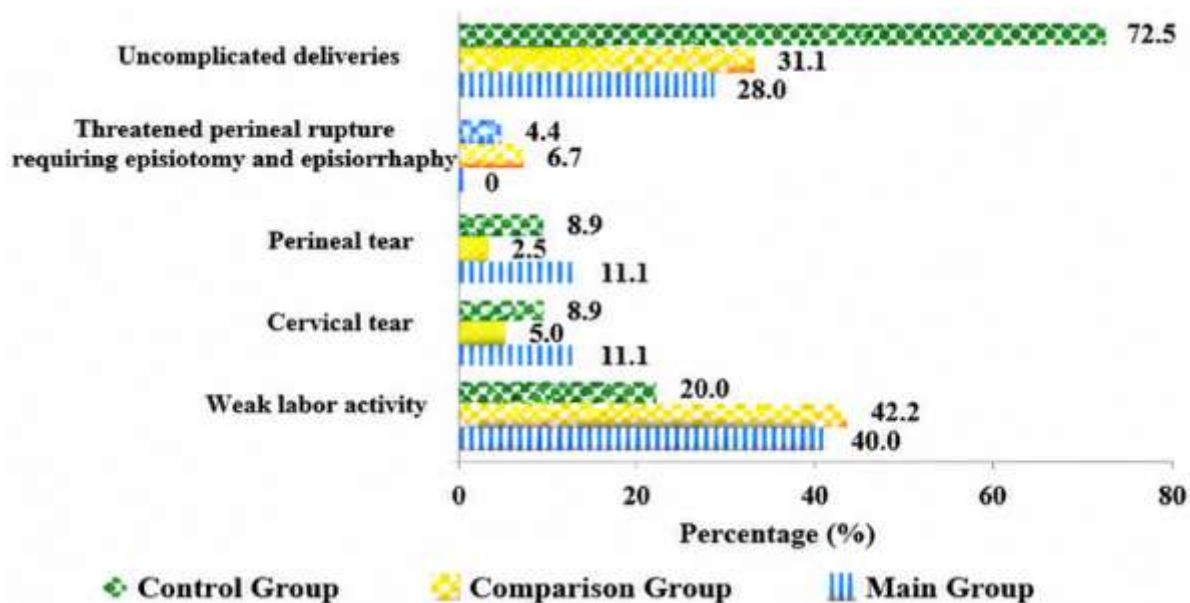 72.5
Uncomplicated deliveries
31.1
28.0
Threatened perineal rupture
requiring episiotomy and episiorrhaphy
4.4
6.7
0
8.9
Perineal tear
2.5
11.1
8.9
Cervical tear
5.0
11.1
20.0
Weak labor activity
42.2
40.0
0 20 40 60 80
Percentage (%)
Control Group Comparison Group Main Group